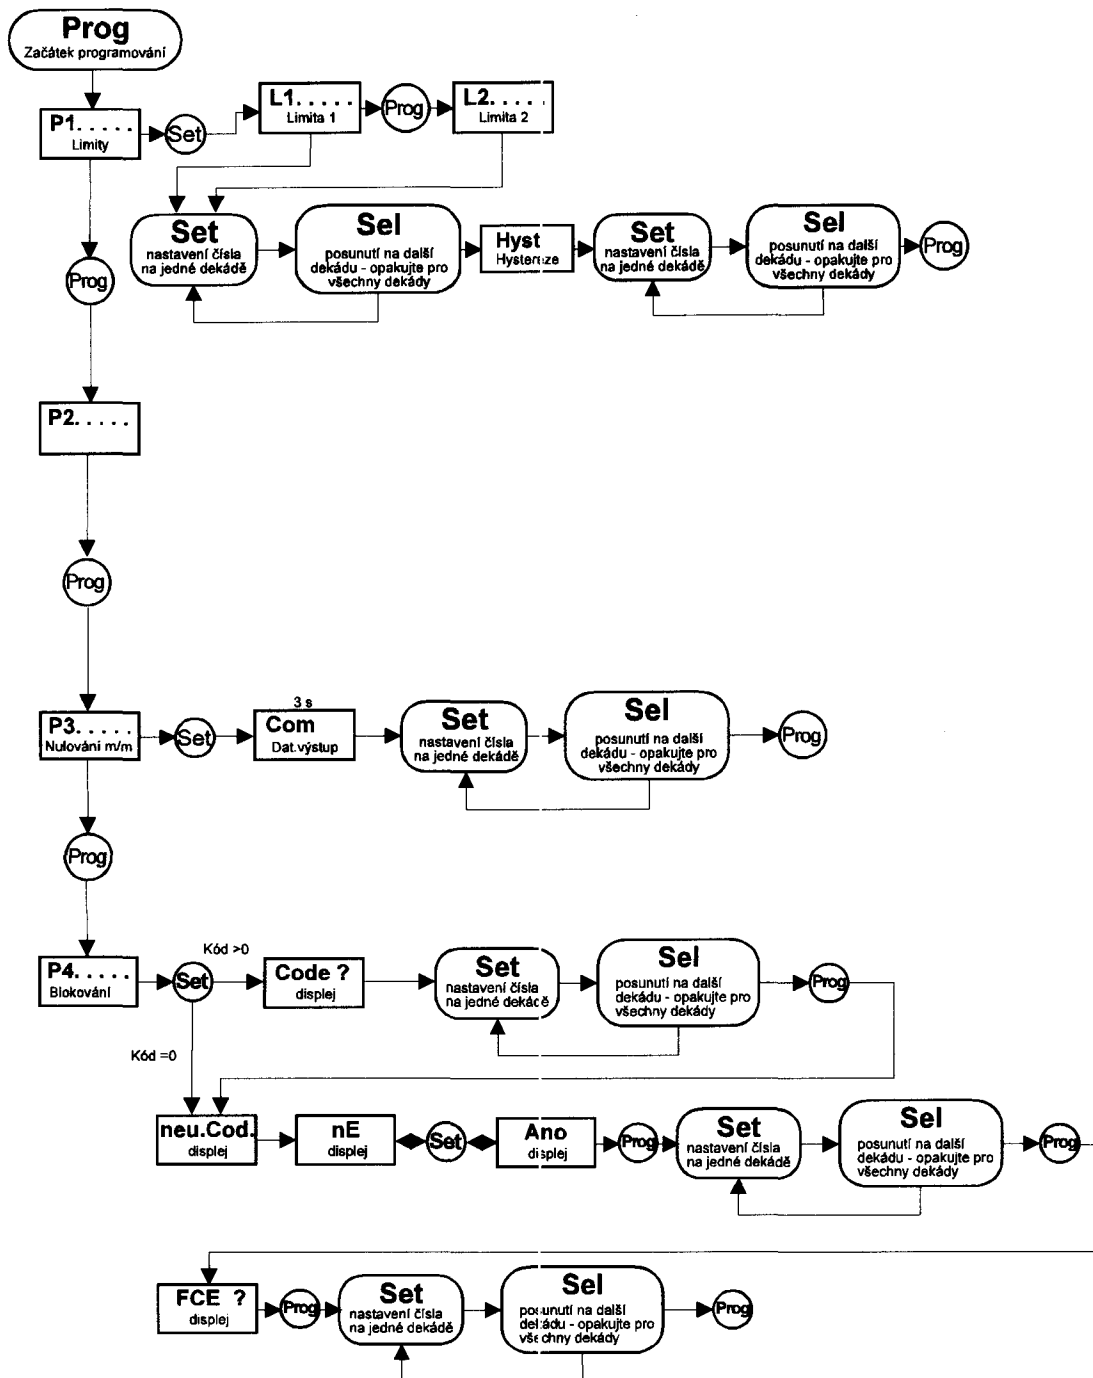 Prog
Začátek programování
P1. . . . .
Limity
Set
L1. . . . .
Limita 1
Prog
L2. . . . .
Limita 2
Set
nastavení čísla
na jedné dekádě
Sel
posunutí na další
dekádu - opakujte pro
všechny dekády
Hyst
Hystereze
Set
nastavení čísla
na jedné dekádě
Sel
posunutí na další
dekádu - opakujte pro
všechny dekády
Prog
Prog
P2. . . . .
Prog
P3. . . . .
Nulování m/m
Set
3 s
Com
Dat.výstup
Set
nastavení čísla
na jedné dekádě
Sel
posunutí na další
dekádu - opakujte pro
všechny dekády
Prog
Prog
P4. . . . .
Blokování
Set
Kód >0
Code ?
displej
Set
nastavení čísla
na jedné dekádě
Sel
posunutí na další
dekádu - opakujte pro
všechny dekády
Prog
Kód =0
neu.Cod.
displej
nE
displej
Set
Ano
displej
Prog
Set
nastavení čísla
na jedné dekádě
Sel
posunutí na další
dekádu - opakujte pro
všechny dekády
Prog
FCE ?
displej
Prog
Set
nastavení čísla
na jedné dekádě
Sel
posunutí na další
dekádu - opakujte pro
všechny dekády
Prog